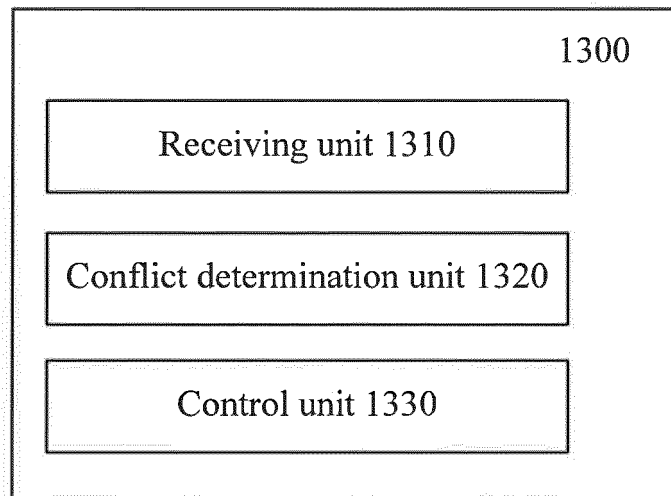 1300
Receiving unit 1310
Conflict determination unit 1320
Control unit 1330